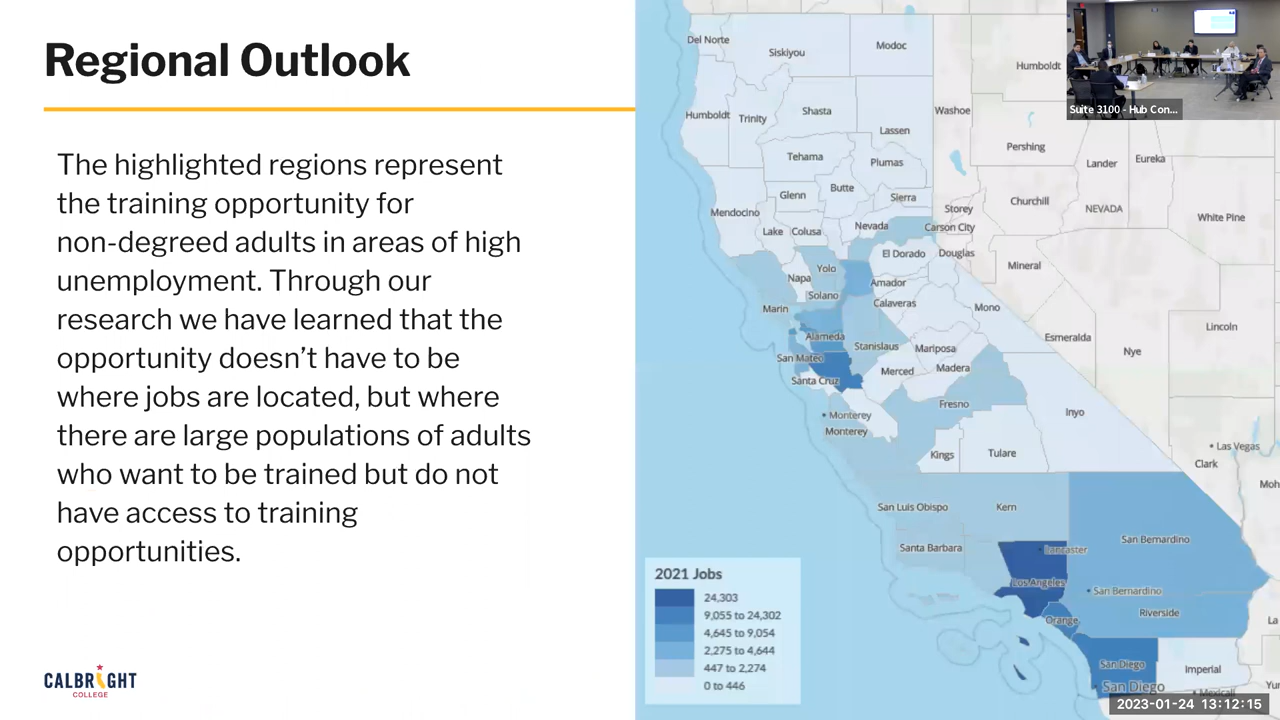 Regional Outlook
The highlighted regions represent
the training opportunity for
non-degreed adults in areas of high
unemployment. Through our
research we have learned that the
opportunity doesn't have to be
where jobs are located, but where
there are large populations of adults
who want to be trained but do not
have access to training
opportunities.
CALBRIGHT
COLLEGE
Suite 3100 - Hub Con...
Del Norte
Siskiyou
Modoc
Humboldt
Humboldt
Trinity
Shasta
Washoe
Lassen
Pershing
Lander
Eureka
Tehama
Plumas
Glenn
Butte
Sierra
Churchill
Storey
NEVADA
White Pine
Mendocino
Lake
Colusa
Nevada
Carson City
El Dorado
Douglas
Yolo
Napa
Amador
Mineral
Solano
Calaveras
Marin
Mono
Lincoln
Alameda
Stanislaus
Mariposa
Esmeralda
Nye
San Mateo
Merced
Madera
Santa Cruz
Fresno
Inyo
Monterey
Monterey
Las Vegas
Kings
Tulare
Clark
Moh
San Luis Obispo
Kern
San Bernardino
Santa Barbara
Lancaster
Los Angeles
San Bernardino
Riverside
Orange
La
San Diego
Imperial
San Diego
Mexicali
Yu
2021 Jobs
24,303
9,055 to 24,302
4,645 to 9,054
2,275 to 4,644
447 to 2,274
0 to 446
2023-01-24 13:12:15